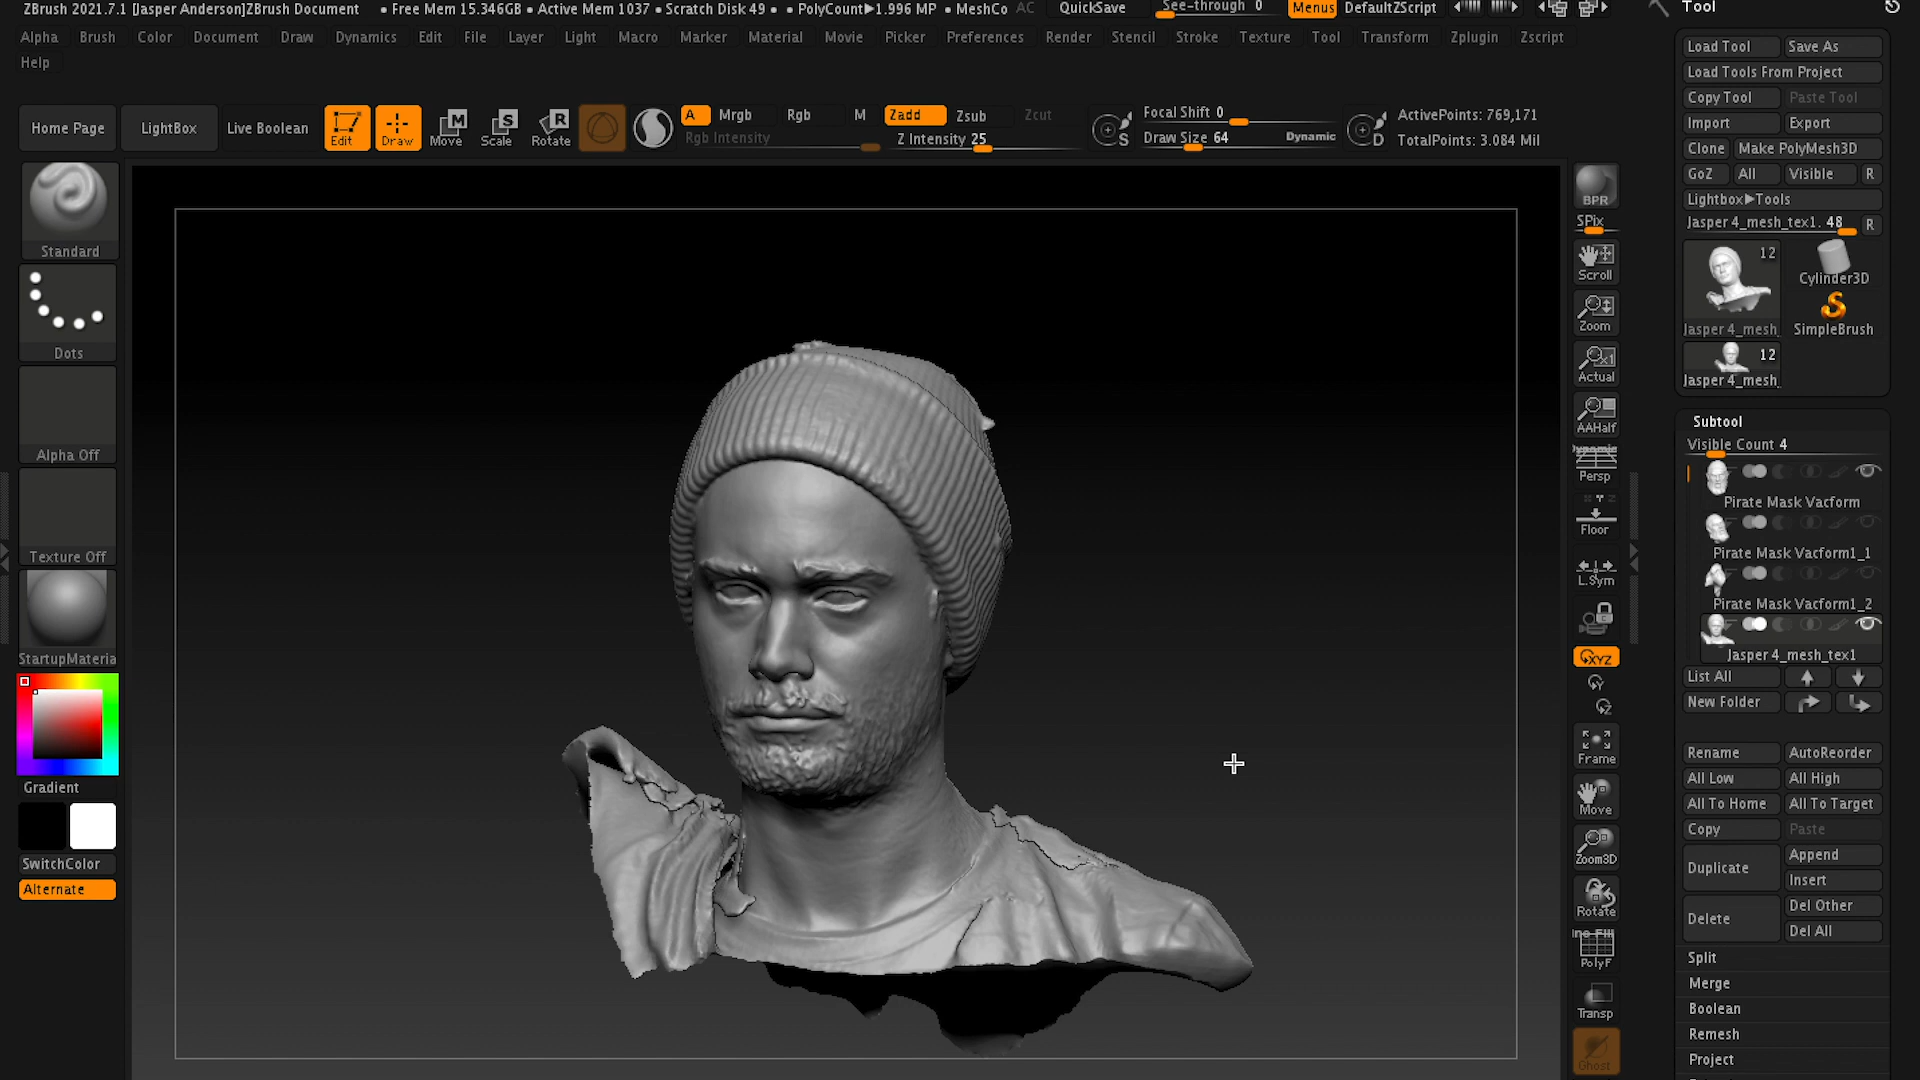 ZBrush 2021.7.1 [Jasper Anderson]ZBrush Document • Free Mem 15.346GB • Active Mem 1037 • Scratch Disk 49 • • PolyCount▶1.996 MP • MeshCo AC QuickSave See-through 0 Menus DefaultZScript
Alpha Brush Color Document Draw Dynamics Edit File Layer Light Macro Marker Material Movie Picker Preferences Render Stencil Stroke Texture Tool Transform Zplugin Zscript
Help
Home Page LightBox Live Boolean Edit Draw Move Scale Rotate
M S R
A Mrgb Rgb M Zadd Zsub Zcut
Rgb Intensity Z Intensity 25
S Focal Shift 0
Draw Size 64 Dynamic
D ActivePoints: 769,171
TotalPoints: 3.084 Mil
Standard
Dots
Alpha Off
Texture Off
StartupMateria
Gradient
SwitchColor
Alternate
BPR
SPix
Scroll
Zoom
Actual
AAHalf
Dynamic
Persp
Floor
L.Sym
XYZ
Y
Z
Frame
Move
Zoom3D
Rotate
Line Fill
PolyF
Transp
Ghost
Tool
Load Tool Save As
Load Tools From Project
Copy Tool Paste Tool
Import Export
Clone Make PolyMesh3D
GoZ All Visible R
Lightbox▶Tools
Jasper 4_mesh_tex1. 48 R
12 Cylinder3D
Jasper 4_mesh_ SimpleBrush
12
Jasper 4_mesh_
Subtool
Visible Count 4
Pirate Mask Vacform
Pirate Mask Vacform1_1
Pirate Mask Vacform1_2
Jasper 4_mesh_tex1
List All
New Folder
Rename AutoReorder
All Low All High
All To Home All To Target
Copy Paste
Duplicate Append
Insert
Delete Del Other
Del All
Split
Merge
Boolean
Remesh
Project